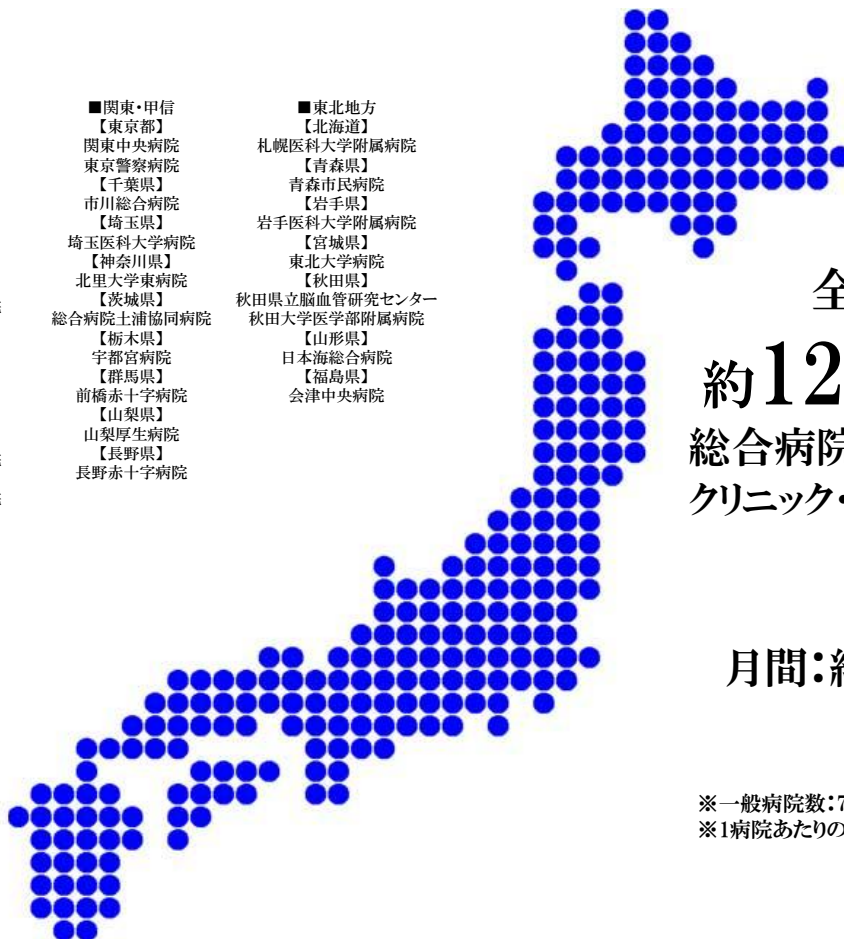 ■関東・甲信
【東京都】
関東中央病院
東京警察病院
【千葉県】
市川総合病院
【埼玉県】
埼玉医科大学病院
【神奈川県】
北里大学東病院
【茨城県】
総合病院土浦協同病院
【栃木県】
宇都宮病院
【群馬県】
前橋赤十字病院
【山梨県】
山梨厚生病院
【長野県】
長野赤十字病院
■東北地方
【北海道】
札幌医科大学附属病院
【青森県】
青森市民病院
【岩手県】
岩手医科大学附属病院
【宮城県】
東北大学病院
【秋田県】
秋田県立脳血管研究センター
秋田大学医学部附属病院
【山形県】
日本海総合病院
【福島県】
会津中央病院
全
約12
総合病院
クリニック・
月間：
※一般病院数：7
※1病院あたりの